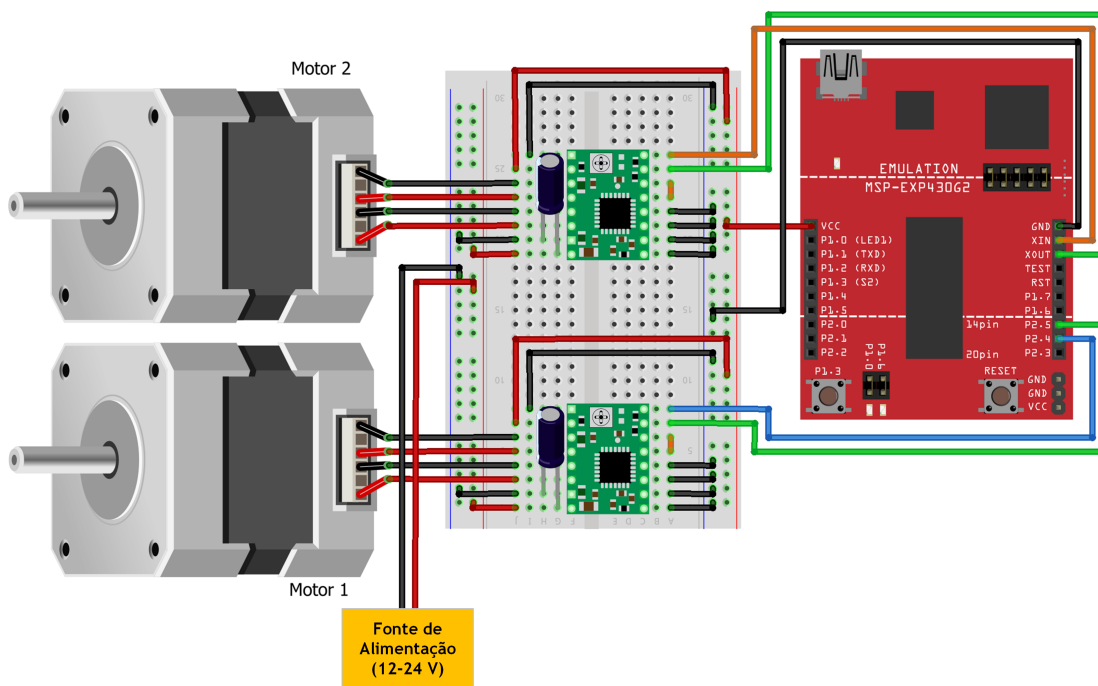 Motor 2
Motor 1
Fonte de
Alimentação
(12-24 V)
30
30
25
15
15
10
10
5
J I H G F E D C B A
EMULATION
MSP-EXP430G2
VCC
P1.0 (LED1)
P1.1 (TXD)
P1.2 (RXD)
P1.3 (S2)
P1.4
P1.5
P2.0
P2.1
P2.2
GND
XIN
XOUT
TEST
RST
P1.7
P1.6
P2.5
P2.4
P2.3
14pin
20pin
P1.0
P1.6
P1.3
RESET
GND
GND
VCC